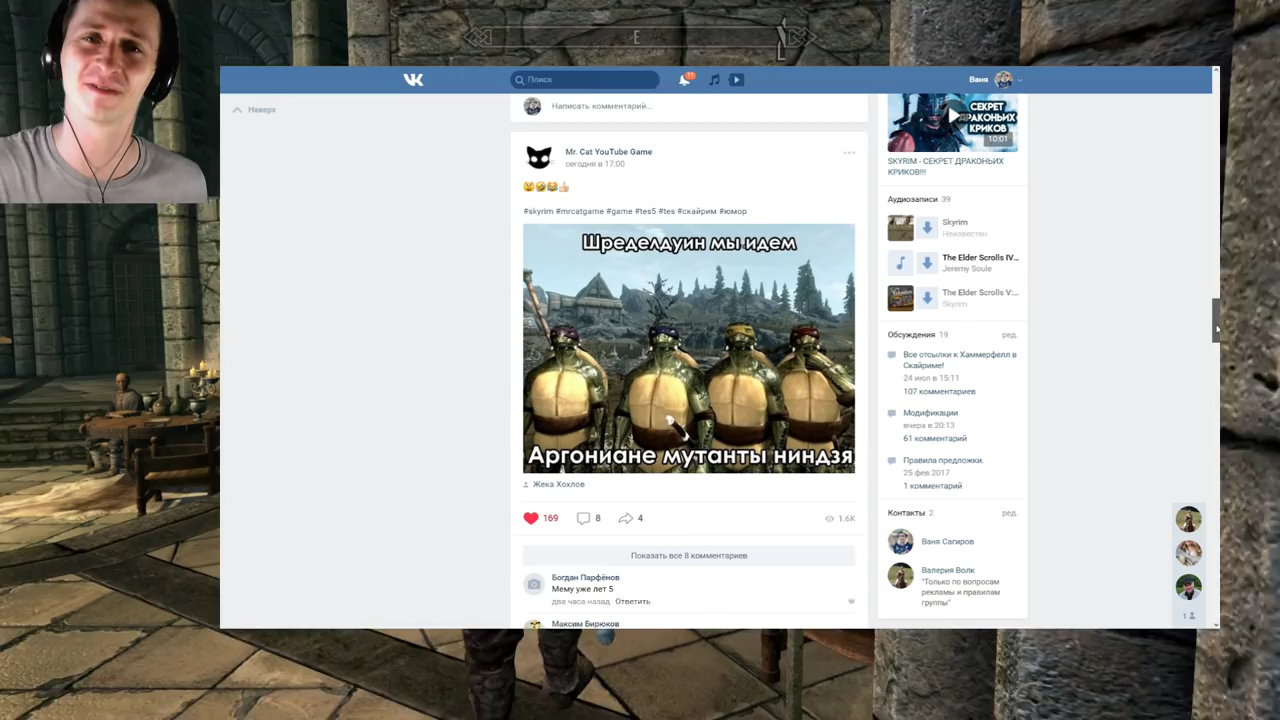 E
Поиск
11
Ваня
Наверх
Написать комментарий...
Mr. Cat YouTube Game
сегодня в 17:00
#skyrim #mrcatgame #game #tes5 #tes #скайрим #юмор
Шределдуин мы идем
Аргониане мутанты ниндзя
Жека Хохлов
169
8
4
1.6K
Показать все 8 комментариев
Богдан Парфёнов
Мему уже лет 5
два часа назад Ответить
Максим Бирюков
СЕКРЕТ
ДРАКОНЬИХ
КРИКОВ
10:01
SKYRIM - СЕКРЕТ ДРАКОНЬИХ
КРИКОВ!!!
Аудиозаписи 39
Skyrim
Неизвестен
The Elder Scrolls IV...
Jeremy Soule
The Elder Scrolls V:...
Skyrim
Обсуждения 19 ред.
Все отсылки к Хаммерфелл в
Скайриме!
24 июл в 15:11
107 комментариев
Модификации
вчера в 20:13
61 комментарий
Правила предложки.
25 фев 2017
1 комментарий
Контакты 2 ред.
Ваня Сагиров
Валерия Волк
"Только по вопросам
рекламы и правилам
группы"
1